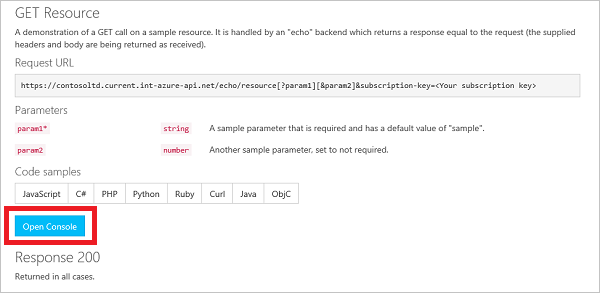 GET Resource
A demonstration of a GET call on a sample resource. It is handled by an "echo" backend which returns a response equal to the request (the supplied
headers and body are being returned as received).
Request URL
https://contosoltd.current.int-azure-api.net/echo/resource[?param1][&param2]&subscription-key=<Your subscription key>
Parameters
param1* string A sample parameter that is required and has a default value of "sample".
param2 number Another sample parameter, set to not required.
Code samples
JavaScript C# PHP Python Ruby Curl Java ObjC
Open Console
Response 200
Returned in all cases.